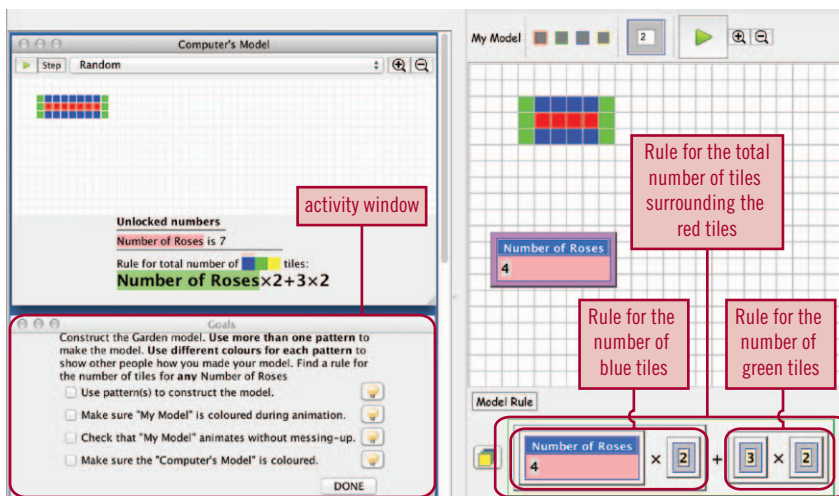 Computer's Model
Step Random
Unlocked numbers
Number of Roses is 7
Rule for total number of tiles:
Number of Roses×2+3×2
activity window
Goals
Construct the Garden model. Use more than one pattern to
make the model. Use different colours for each pattern to
show other people how you made your model. Find a rule for
the number of tiles for any Number of Roses
Use pattern(s) to construct the model.
Make sure "My Model" is coloured during animation.
Check that "My Model" animates without messing-up.
Make sure the "Computer's Model" is coloured.
DONE
My Model 2
Rule for the total
number of tiles
surrounding the
red tiles
Number of Roses
4
Rule for the
number of
blue tiles
Rule for the
number of
green tiles
Model Rule
Number of Roses
4 × 2 + 3 × 2